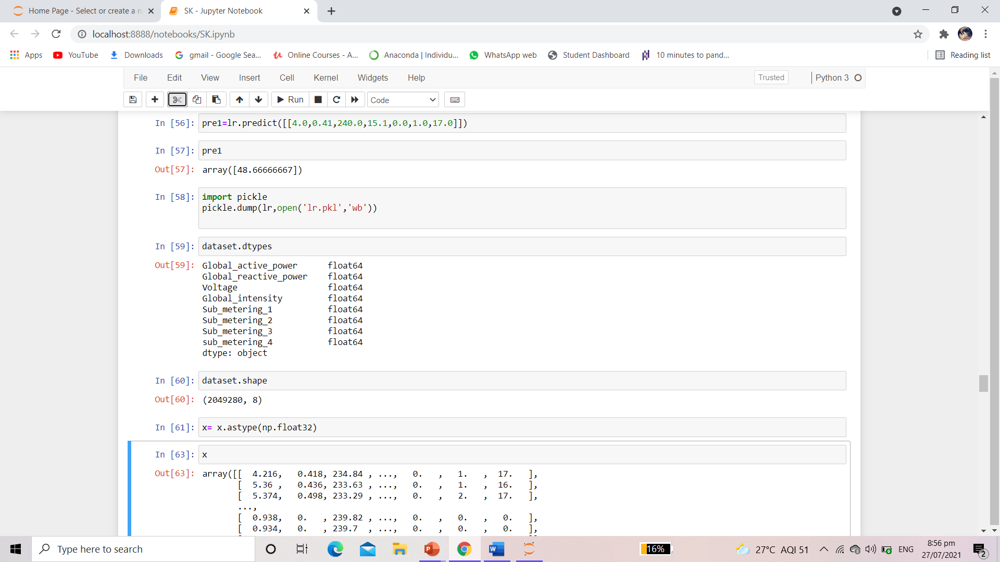 Home Page - Select or create a n
SK - Jupyter Notebook
localhost:8888/notebooks/SK.ipynb
Apps
YouTube
Downloads
gmail - Google Sea...
Online Courses - A...
Anaconda | Individu...
WhatsApp web
Student Dashboard
10 minutes to pand...
Reading list
File Edit View Insert Cell Kernel Widgets Help
Trusted
Python 3
Run
Code
In [56]: pre1=lr.predict([[4.0,0.41,240.0,15.1,0.0,1.0,17.0]])
In [57]: pre1
Out[57]: array([48.66666667])
In [58]: import pickle
pickle.dump(lr,open('lr.pkl','wb'))
In [59]: dataset.dtypes
Out[59]: Global_active_power float64
Global_reactive_power float64
Voltage float64
Global_intensity float64
Sub_metering_1 float64
Sub_metering_2 float64
Sub_metering_3 float64
sub_metering_4 float64
dtype: object
In [60]: dataset.shape
Out[60]: (2049280, 8)
In [61]: x= x.astype(np.float32)
In [63]: x
Out[63]: array([[ 4.216, 0.418, 234.84 , ..., 0. , 1. , 17. ],
[ 5.36 , 0.436, 233.63 , ..., 0. , 1. , 16. ],
[ 5.374, 0.498, 233.29 , ..., 0. , 2. , 17. ],
...,
[ 0.938, 0. , 239.82 , ..., 0. , 0. , 0. ],
[ 0.934, 0. , 239.7 , ..., 0. , 0. , 0. ],
Type here to search
16%
27°C AQI 51
ENG
8:56 pm
27/07/2021
2